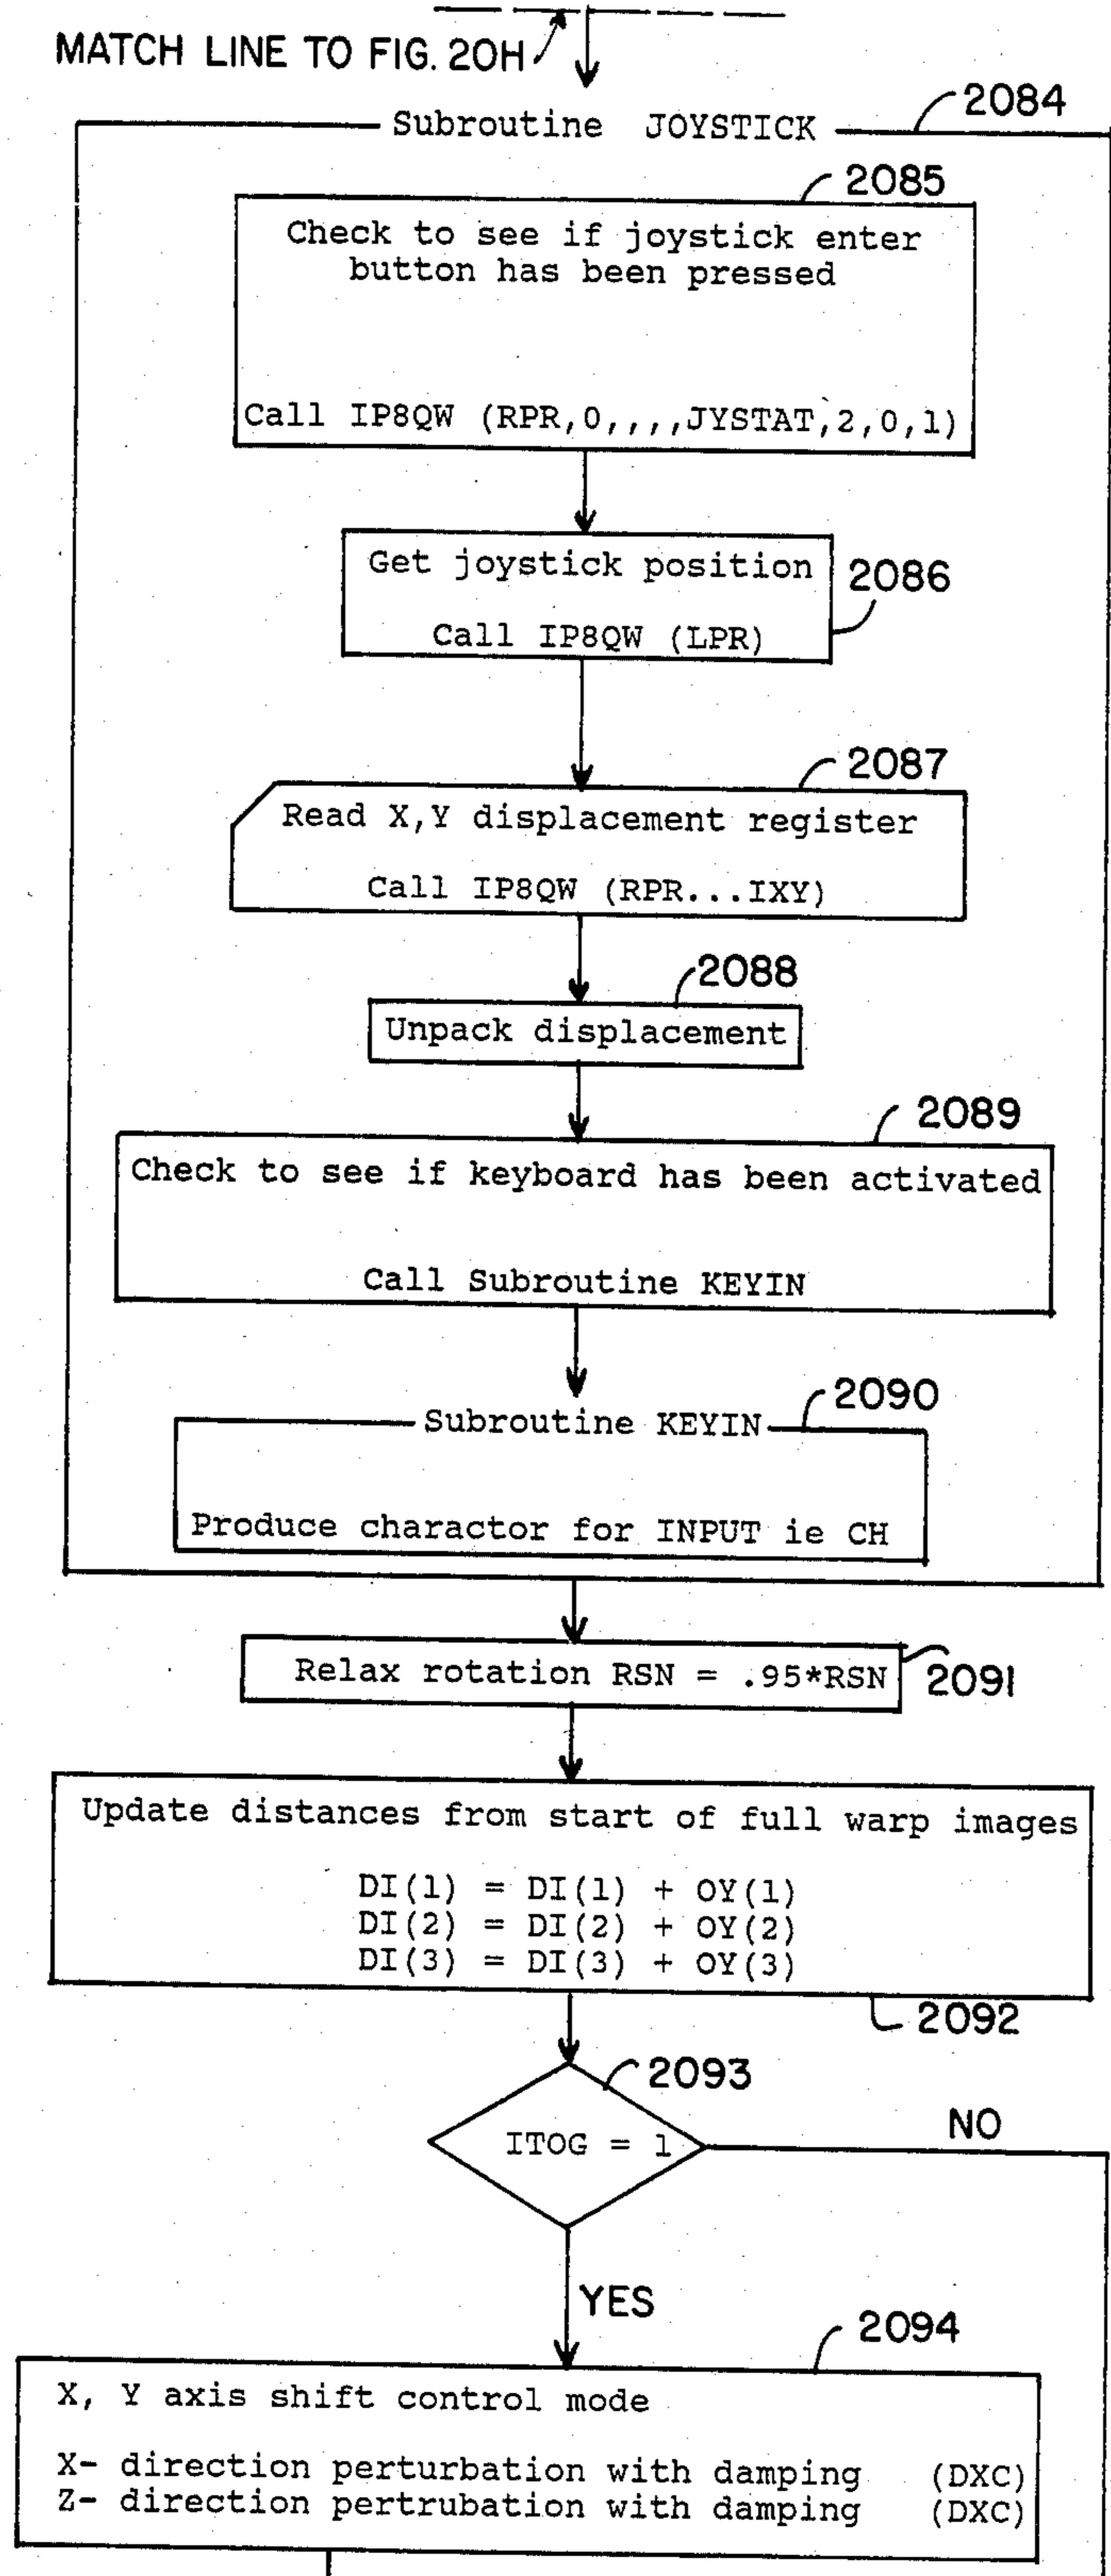 MATCH LINE TO FIG. 20H
Subroutine JOYSTICK
2084
2085
Check to see if joystick enter
button has been pressed
Call IP8QW (RPR,0,,,,JYSTAT,2,0,1)
Get joystick position
2086
Call IP8QW (LPR)
2087
Read X,Y displacement register
Call IP8QW (RPR...IXY)
2088
Unpack displacement
2089
Check to see if keyboard has been activated
Call Subroutine KEYIN
2090
Subroutine KEYIN
Produce charactor for INPUT ie CH
Relax rotation RSN = .95*RSN
2091
Update distances from start of full warp images
DI(1) = DI(1) + OY(1)
DI(2) = DI(2) + OY(2)
DI(3) = DI(3) + OY(3)
2092
2093
ITOG = 1
NO
YES
2094
X, Y axis shift control mode
X- direction perturbation with damping (DXC)
Z- direction pertrubation with damping (DXC)